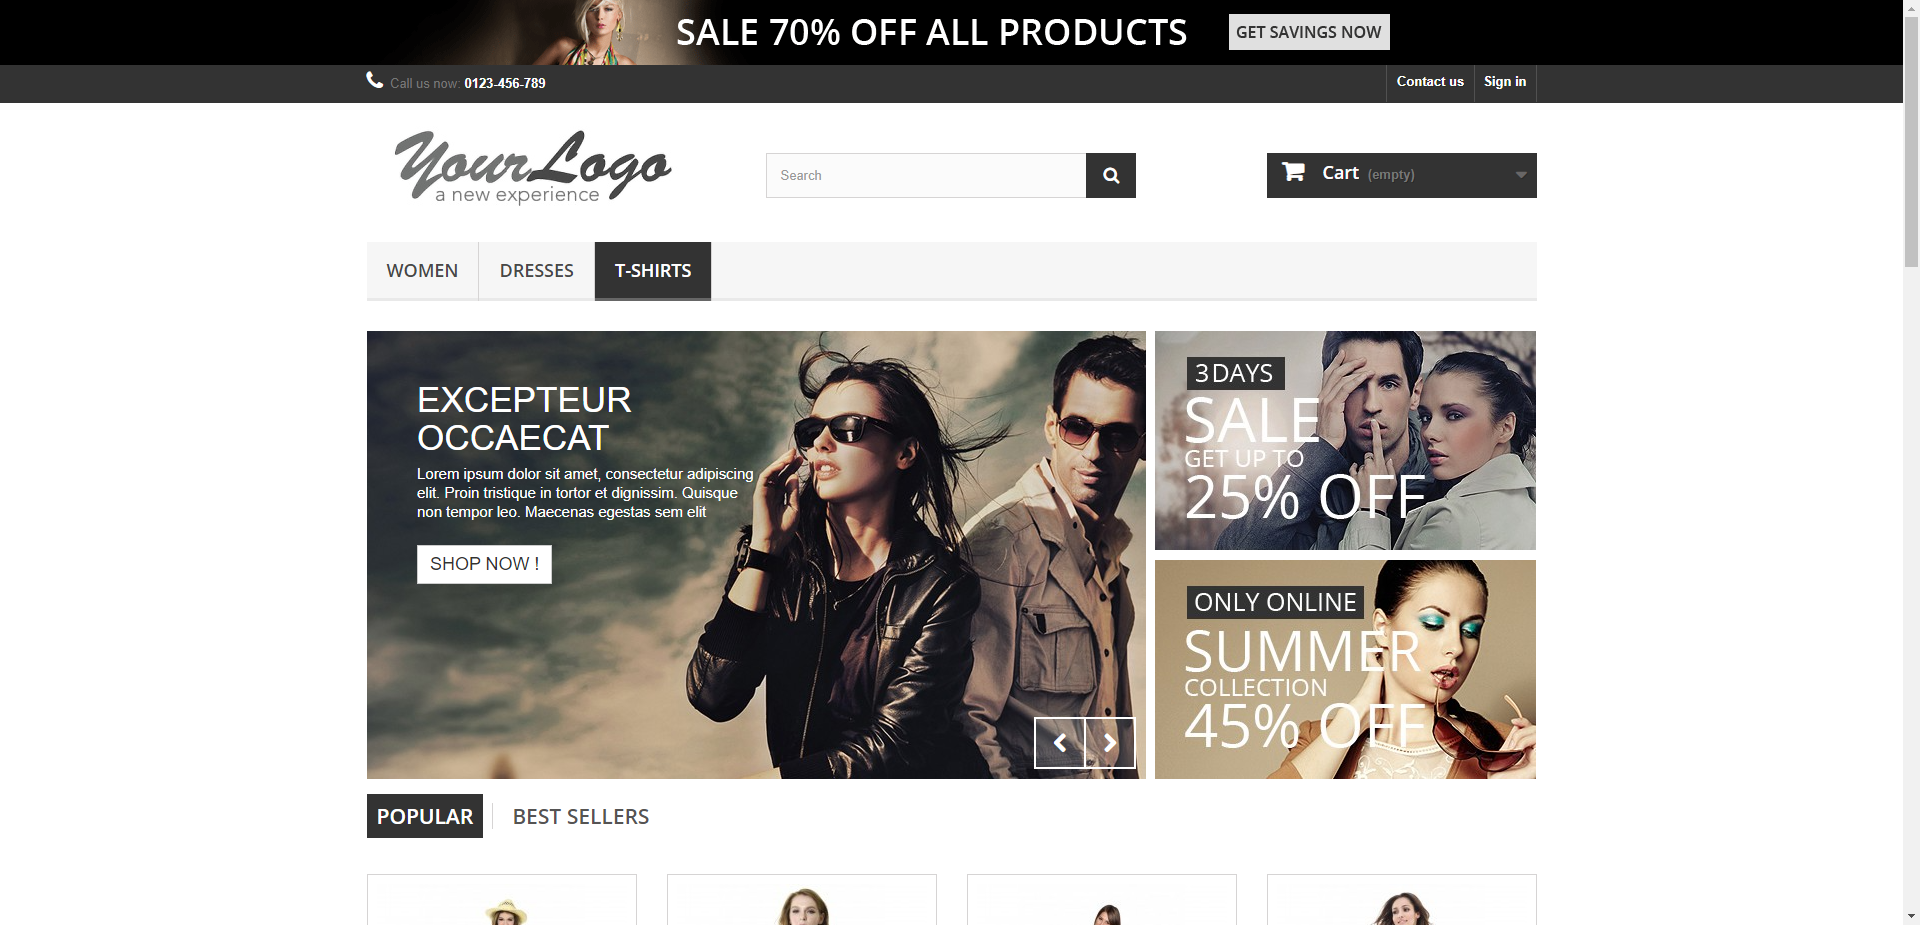 SALE 70% OFF ALL PRODUCTS
GET SAVINGS NOW
Call us now: 0123-456-789
Contact us
Sign in
YourLogo
a new experience
Search
Cart (empty)
WOMEN
DRESSES
T-SHIRTS
EXCEPTEUR
OCCAECAT
Lorem ipsum dolor sit amet, consectetur adipiscing
elit. Proin tristique in tortor et dignissim. Quisque
non tempor leo. Maecenas egestas sem elit
SHOP NOW !
3DAYS
SALE
GET UP TO
25% OFF
ONLY ONLINE
SUMMER
COLLECTION
45% OFF
POPULAR
BEST SELLERS